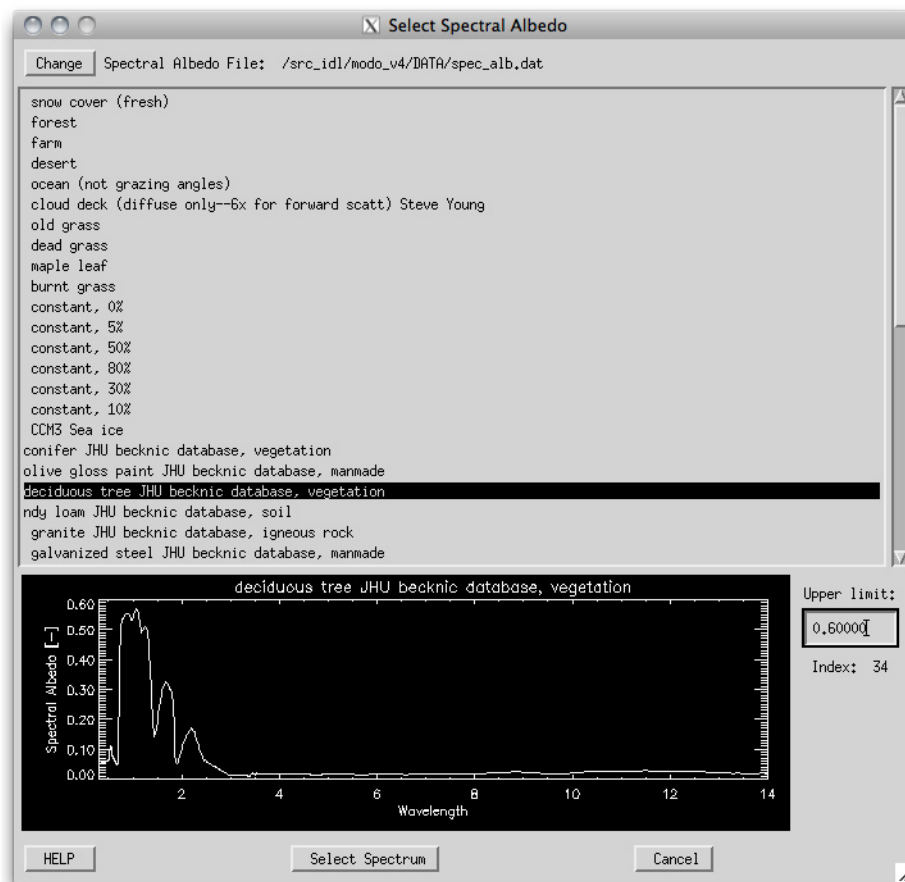 Select Spectral Albedo
Change Spectral Albedo File: /src_idl/modo_v4/DATA/spec_alb.dat
snow cover (fresh)
forest
farm
desert
ocean (not grazing angles)
cloud deck (diffuse only--6x for forward scatt) Steve Young
old grass
dead grass
maple leaf
burnt grass
constant, 0%
constant, 5%
constant, 50%
constant, 80%
constant, 30%
constant, 10%
CCM3 Sea ice
conifer JHU becknic database, vegetation
olive gloss paint JHU becknic database, manmade
deciduous tree JHU becknic database, vegetation
ndy loam JHU becknic database, soil
granite JHU becknic database, igneous rock
galvanized steel JHU becknic database, manmade
deciduous tree JHU becknic database, vegetation
Spectral Albedo [-]
0.60
0.50
0.40
0.30
0.20
0.10
0.00
2 4 6 8 10 12 14
Wavelength
Upper limit:
0.60000
Index: 34
HELP Select Spectrum Cancel